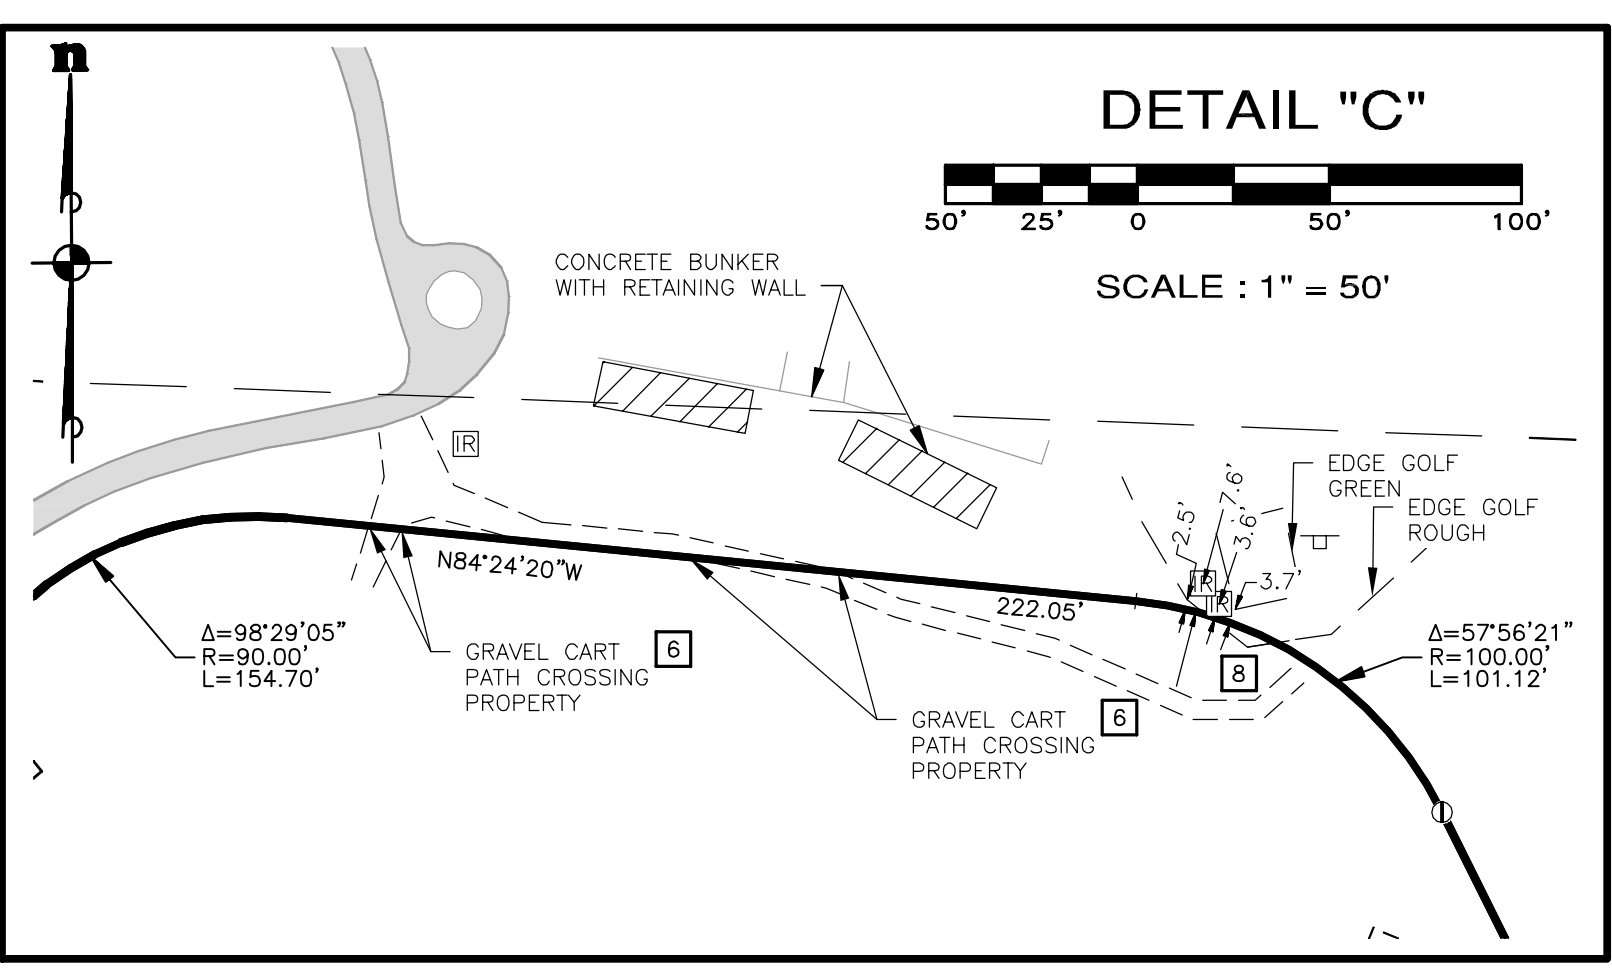 n
DETAIL "C"
50' 25' 0 50' 100'
SCALE : 1" = 50'
CONCRETE BUNKER
WITH RETAINING WALL
IR
EDGE GOLF
GREEN
EDGE GOLF
ROUGH
2.5'
7.6'
3.6'
3.7'
IR
IR
N84°24'20"W
222.05'
Δ=98°29'05"
R=90.00'
L=154.70'
GRAVEL CART
PATH CROSSING
PROPERTY
6
GRAVEL CART
PATH CROSSING
PROPERTY
6
8
Δ=57°56'21"
R=100.00'
L=101.12'